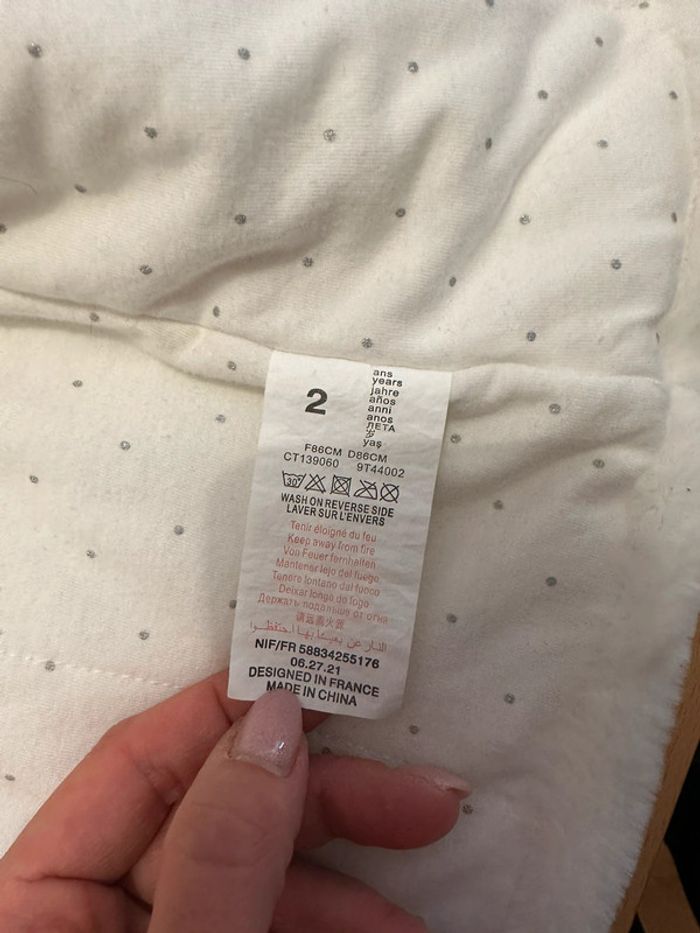 2
ans
years
jahre
años
anni
anos
ЛЕТА
岁
yaş
F86CM D86CM
CT139060 9T44002
30°
WASH ON REVERSE SIDE
LAVER SUR L'ENVERS
Tenir éloigné du feu
Keep away from fire
Von Feuer fernhalten
Mantener lejo del fuego
Tenere lontano dal fuoco
Deixar longe do fogo
Держать подальше от огня
请远离火源
NIF/FR 58834255176
06.27.21
DESIGNED IN FRANCE
MADE IN CHINA